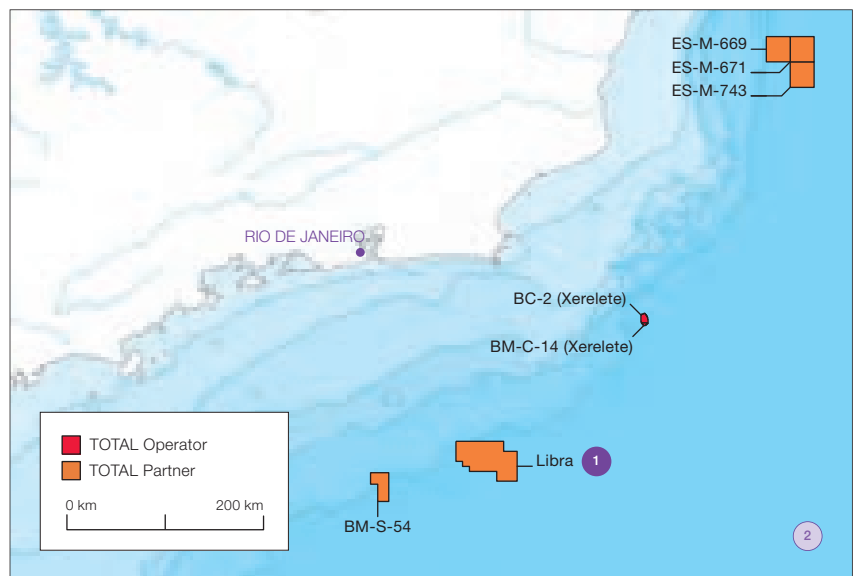 ES-M-669
ES-M-671
ES-M-743
RIO DE JANEIRO
BC-2 (Xerelete)
BM-C-14 (Xerelete)
TOTAL Operator
TOTAL Partner
0 km 200 km
Libra 1
BM-S-54
2